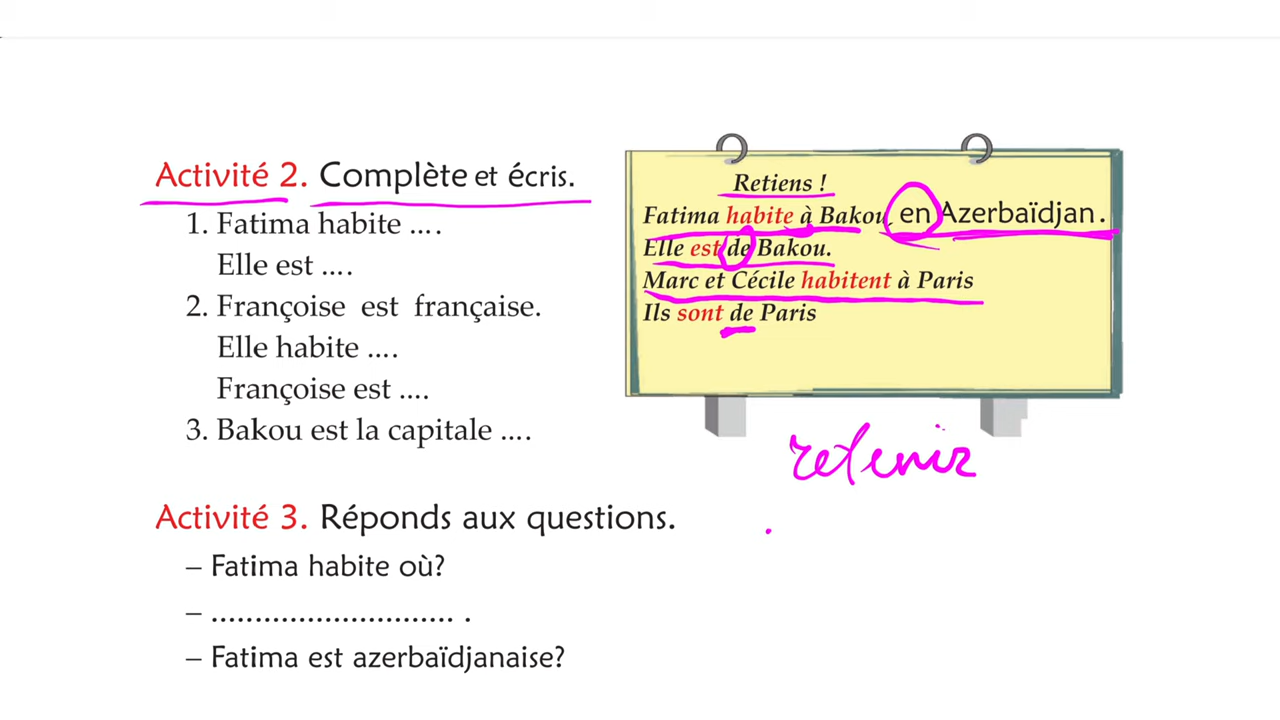 Activité 2. Complète et écris.
1. Fatima habite ....
Elle est ....
2. Françoise est française.
Elle habite ....
Françoise est ....
3. Bakou est la capitale ....
Retiens !
Fatima habite à Bakou en Azerbaïdjan.
Elle est de Bakou.
Marc et Cécile habitent à Paris
Ils sont de Paris
retenir
Activité 3. Réponds aux questions.
– Fatima habite où?
– ............................ .
– Fatima est azerbaïdjanaise?